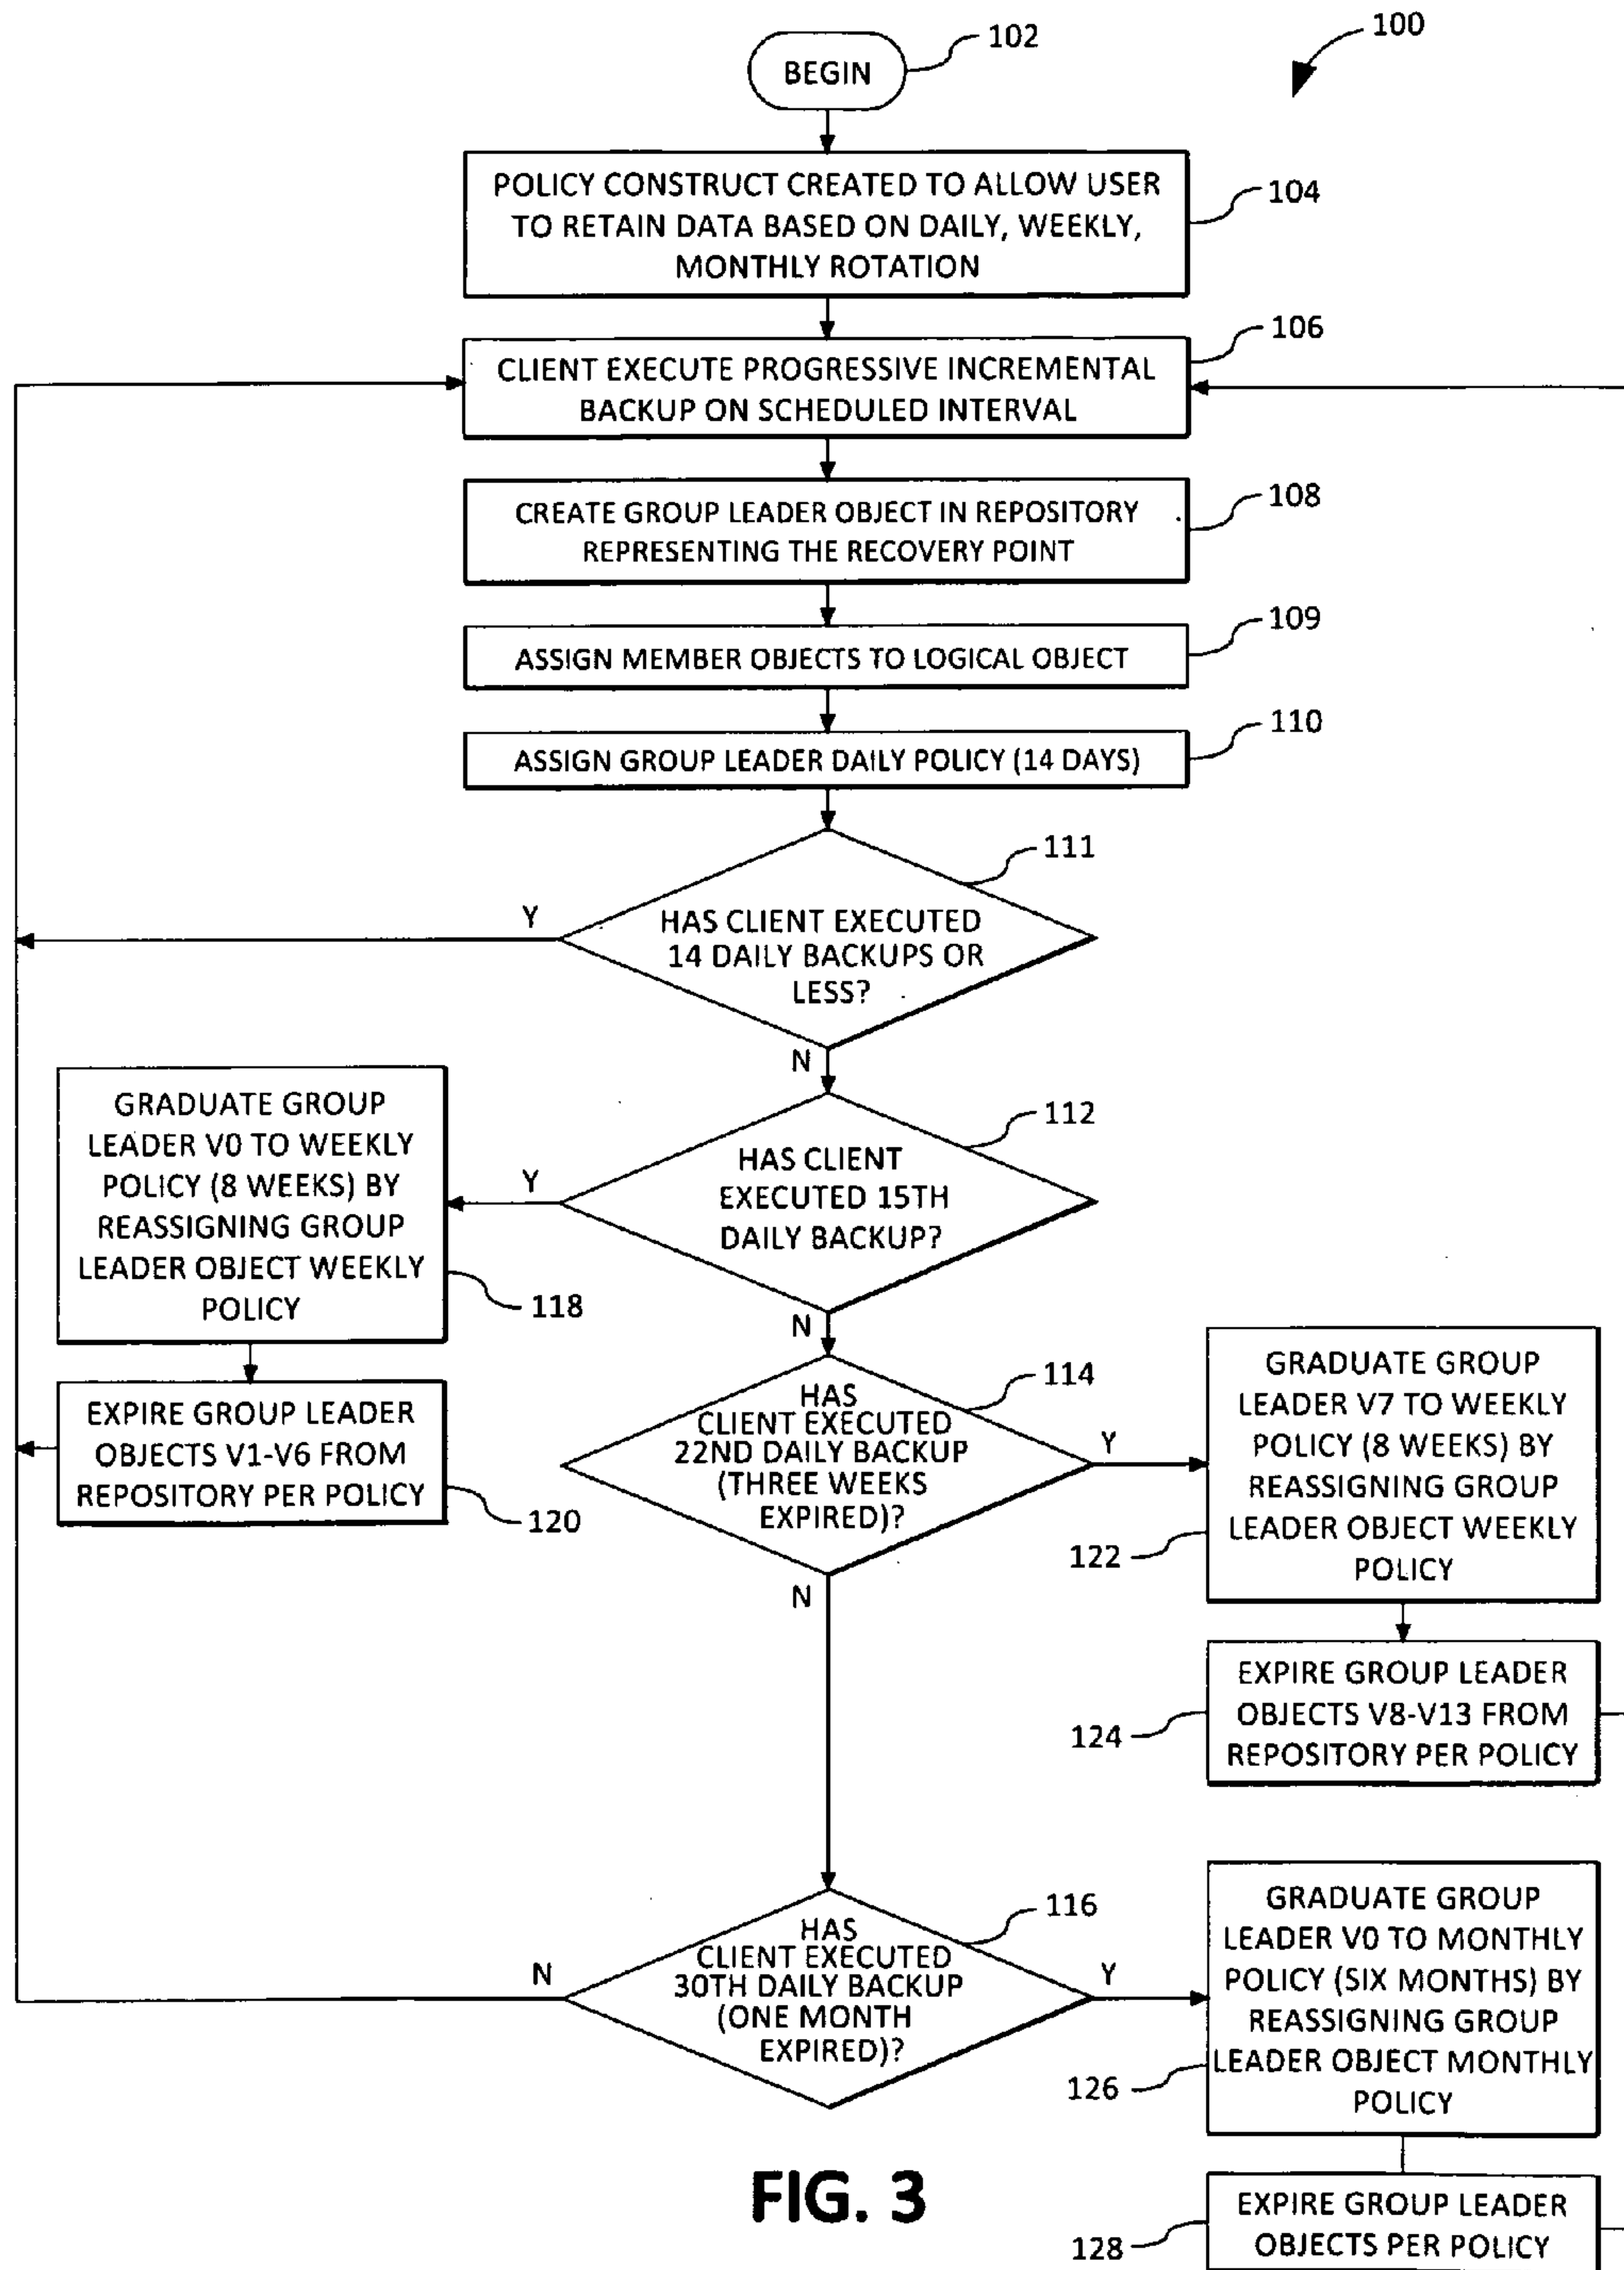 100
102
BEGIN
POLICY CONSTRUCT CREATED TO ALLOW USER
TO RETAIN DATA BASED ON DAILY, WEEKLY,
MONTHLY ROTATION
104
106
CLIENT EXECUTE PROGRESSIVE INCREMENTAL
BACKUP ON SCHEDULED INTERVAL
108
CREATE GROUP LEADER OBJECT IN REPOSITORY
REPRESENTING THE RECOVERY POINT
109
ASSIGN MEMBER OBJECTS TO LOGICAL OBJECT
110
ASSIGN GROUP LEADER DAILY POLICY (14 DAYS)
111
Y
HAS CLIENT EXECUTED
14 DAILY BACKUPS OR
LESS?
N
112
HAS CLIENT
EXECUTED 15TH
DAILY BACKUP?
Y
N
GRADUATE GROUP
LEADER V0 TO WEEKLY
POLICY (8 WEEKS) BY
REASSIGNING GROUP
LEADER OBJECT WEEKLY
POLICY
118
EXPIRE GROUP LEADER
OBJECTS V1-V6 FROM
REPOSITORY PER POLICY
120
114
HAS
CLIENT EXECUTED
22ND DAILY BACKUP
(THREE WEEKS
EXPIRED)?
Y
N
GRADUATE GROUP
LEADER V7 TO WEEKLY
POLICY (8 WEEKS) BY
REASSIGNING GROUP
LEADER OBJECT WEEKLY
POLICY
122
EXPIRE GROUP LEADER
OBJECTS V8-V13 FROM
REPOSITORY PER POLICY
124
116
HAS
CLIENT EXECUTED
30TH DAILY BACKUP
(ONE MONTH
EXPIRED)?
N
Y
GRADUATE GROUP
LEADER V0 TO MONTHLY
POLICY (SIX MONTHS) BY
REASSIGNING GROUP
LEADER OBJECT MONTHLY
POLICY
126
EXPIRE GROUP LEADER
OBJECTS PER POLICY
128
FIG. 3